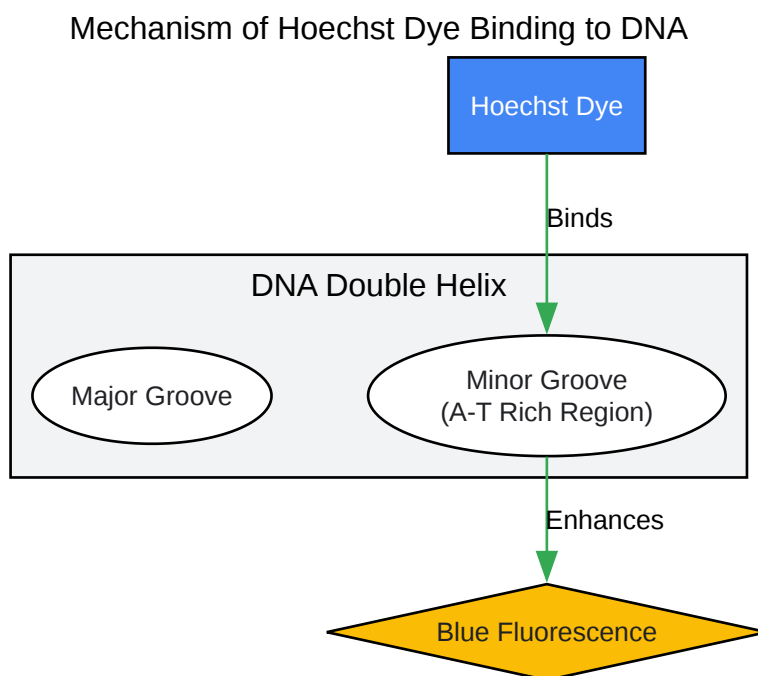 Mechanism of Hoechst Dye Binding to DNA
Hoechst Dye
Binds
DNA Double Helix
Major Groove
Minor Groove
(A-T Rich Region)
Enhances
Blue Fluorescence